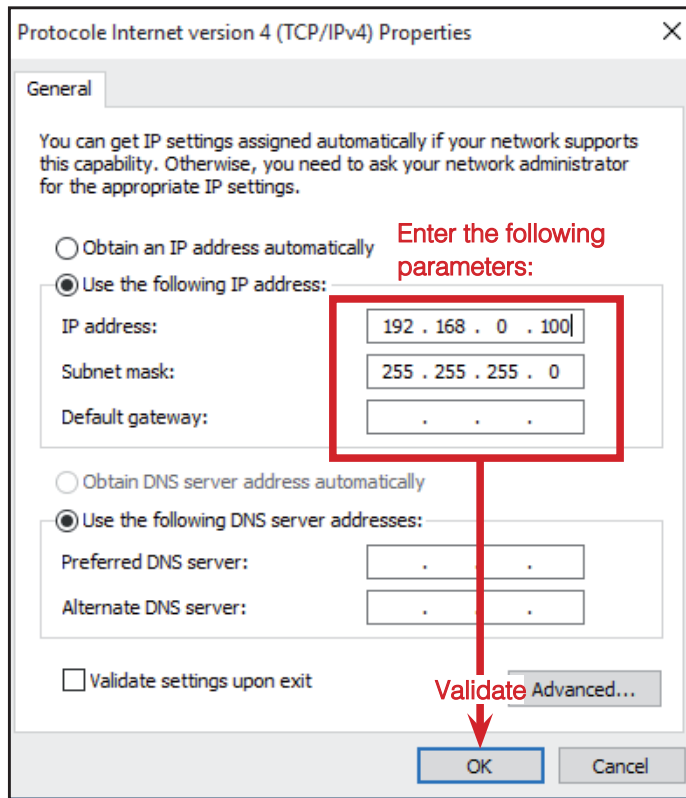 Protocole Internet version 4 (TCP/IPv4) Properties
General
You can get IP settings assigned automatically if your network supports
this capability. Otherwise, you need to ask your network administrator
for the appropriate IP settings.
Obtain an IP address automatically
Enter the following
parameters:
Use the following IP address:
IP address: 192 . 168 . 0 . 100
Subnet mask: 255 . 255 . 255 . 0
Default gateway: . . .
Obtain DNS server address automatically
Use the following DNS server addresses:
Preferred DNS server: . . .
Alternate DNS server: . . .
Validate settings upon exit
Validate
Advanced...
OK
Cancel